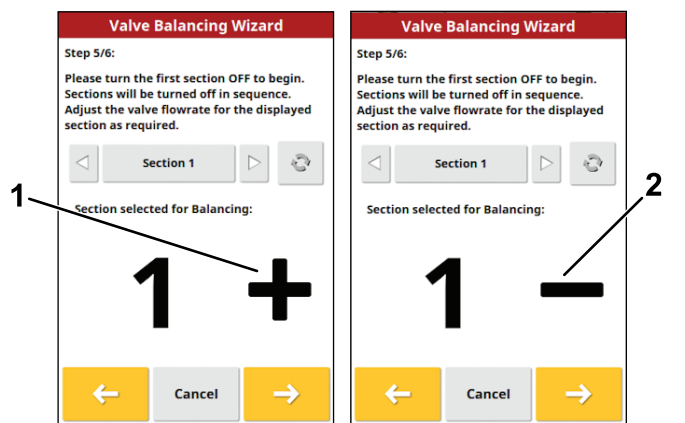 Valve Balancing Wizard
Step 5/6:
Please turn the first section OFF to begin.
Sections will be turned off in sequence.
Adjust the valve flowrate for the displayed
section as required.
Section 1
Section selected for Balancing:
1 +
Cancel
1
Valve Balancing Wizard
Step 5/6:
Please turn the first section OFF to begin.
Sections will be turned off in sequence.
Adjust the valve flowrate for the displayed
section as required.
Section 1
Section selected for Balancing:
1 −
Cancel
2